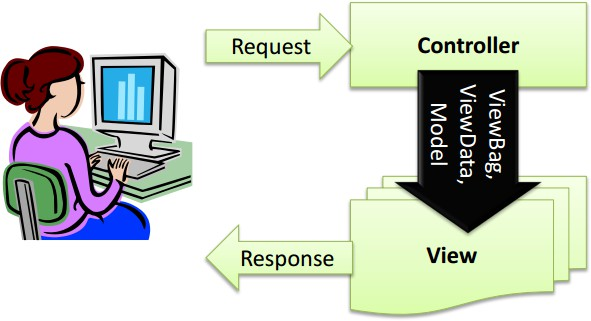 Request
Controller
ViewBag,
ViewData,
Model
Response
View